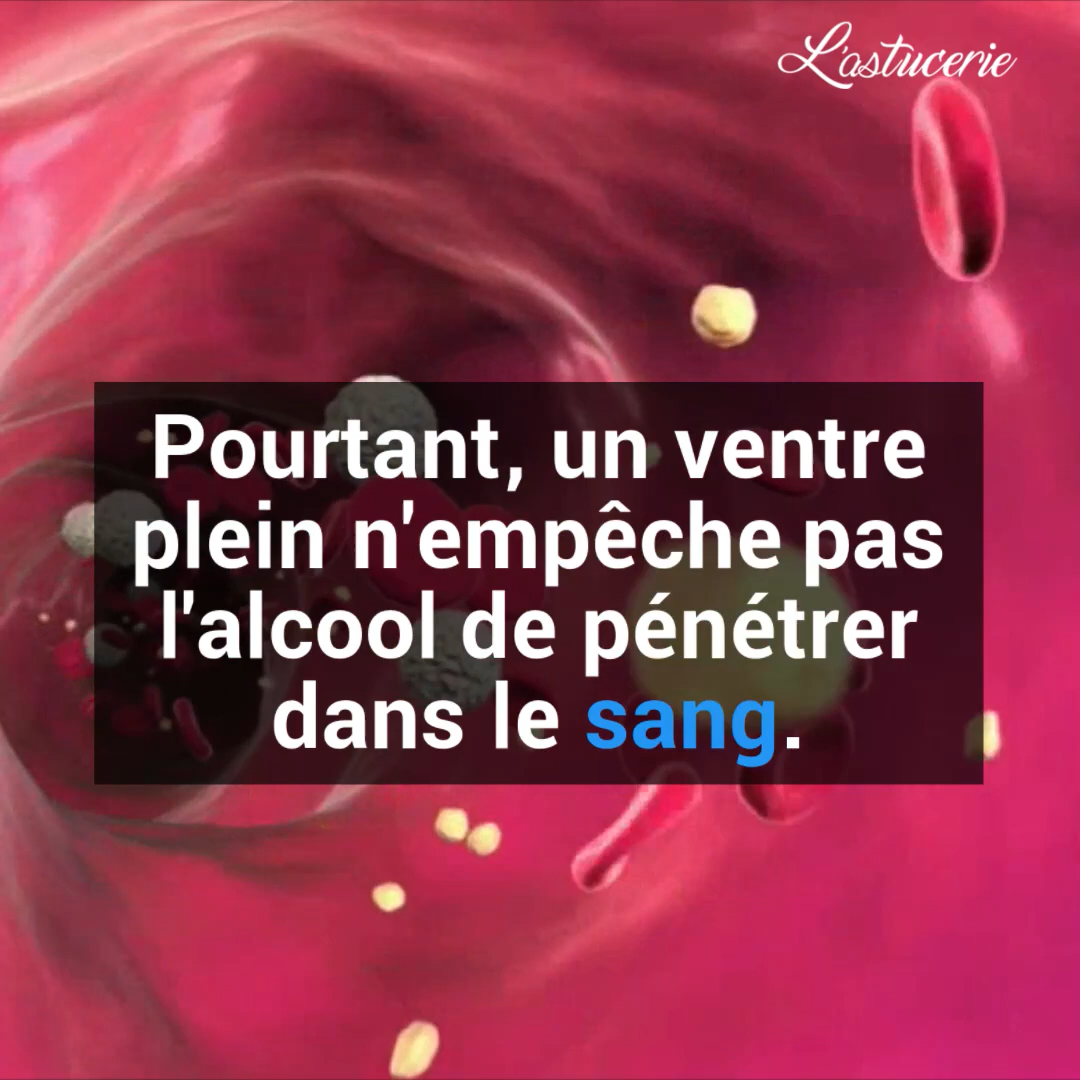 L'astucerie
Pourtant, un ventre
plein n'empêche pas
l'alcool de pénétrer
dans le sang.